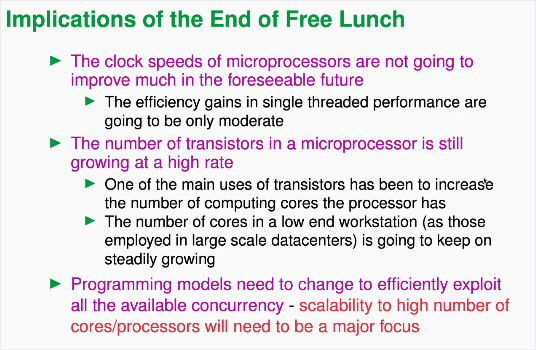 Implications of the End of Free Lunch
The clock speeds of microprocessors are not going to
improve much in the foreseeable future
The efficiency gains in single threaded performance are
going to be only moderate
The number of transistors in a microprocessor is still
growing at a high rate
One of the main uses of transistors has been to increase
the number of computing cores the processor has
The number of cores in a low end workstation (as those
employed in large scale datacenters) is going to keep on
steadily growing
Programming models need to change to efficiently exploit
all the available concurrency - scalability to high number of
cores/processors will need to be a major focus